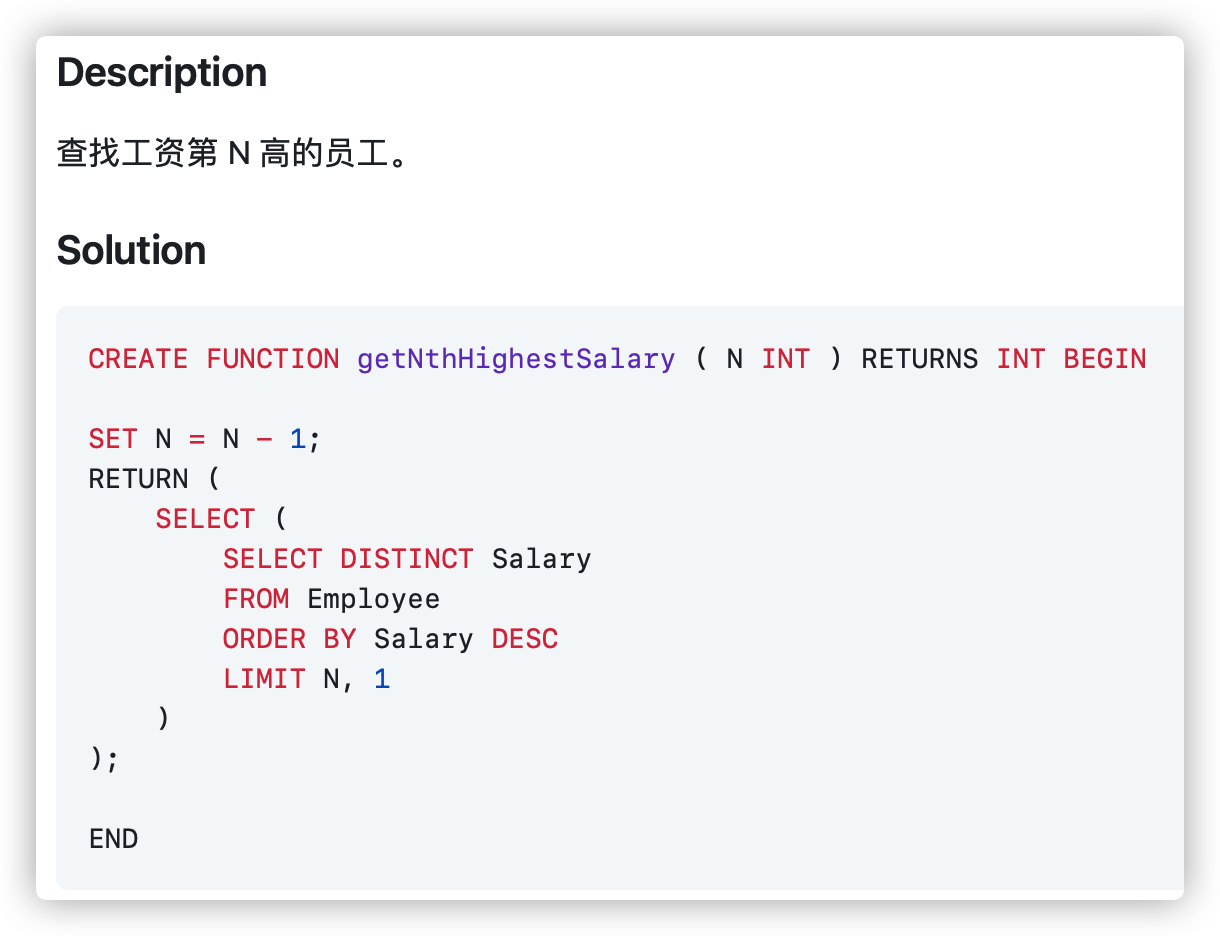 Description
查找工资第 N 高的员工。
Solution
CREATE FUNCTION getNthHighestSalary ( N INT ) RETURNS INT BEGIN
SET N = N - 1;
RETURN (
    SELECT (
        SELECT DISTINCT Salary
        FROM Employee
        ORDER BY Salary DESC
        LIMIT N, 1
    )
);
END